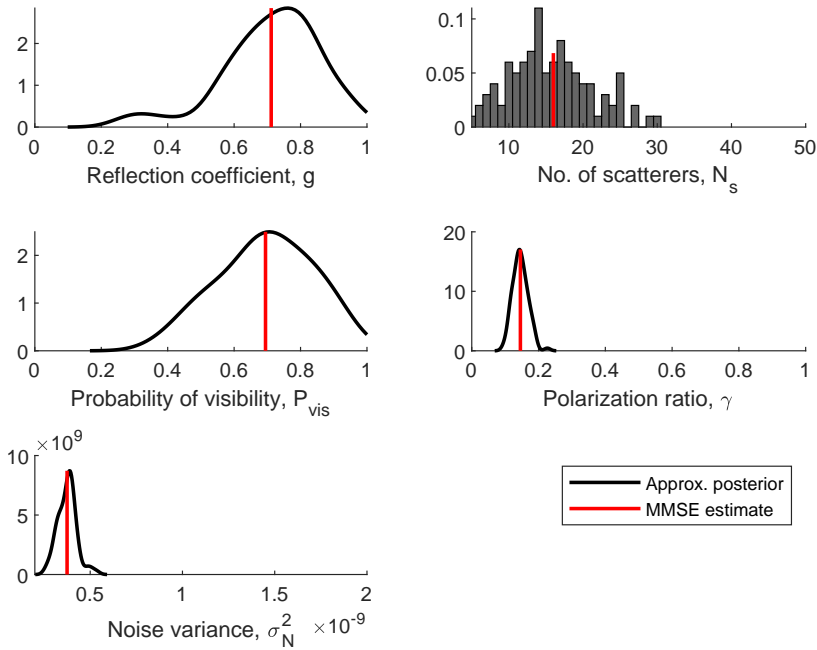 2
1
0
0 0.2 0.4 0.6 0.8 1
Reflection coefficient, g
0.1
0.05
0
10 20 30 40 50
No. of scatterers, N_s
2
1
0
0 0.2 0.4 0.6 0.8 1
Probability of visibility, P_vis
20
10
0
0 0.2 0.4 0.6 0.8 1
Polarization ratio, γ
×10^9
10
5
0
0.5 1 1.5 2
Noise variance, σ_N^2 ×10^-9
Approx. posterior
MMSE estimate